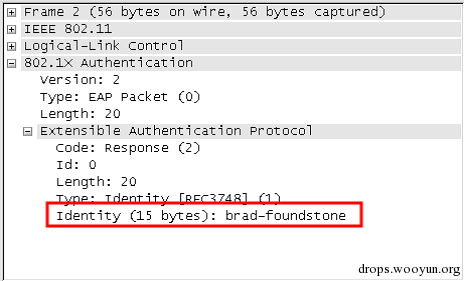 Frame 2 (56 bytes on wire, 56 bytes captured)
IEEE 802.11
Logical-Link Control
802.1X Authentication
Version: 2
Type: EAP Packet (0)
Length: 20
Extensible Authentication Protocol
Code: Response (2)
Id: 0
Length: 20
Type: Identity [RFC3748] (1)
Identity (15 bytes): brad-foundstone
drops.wooyun.org